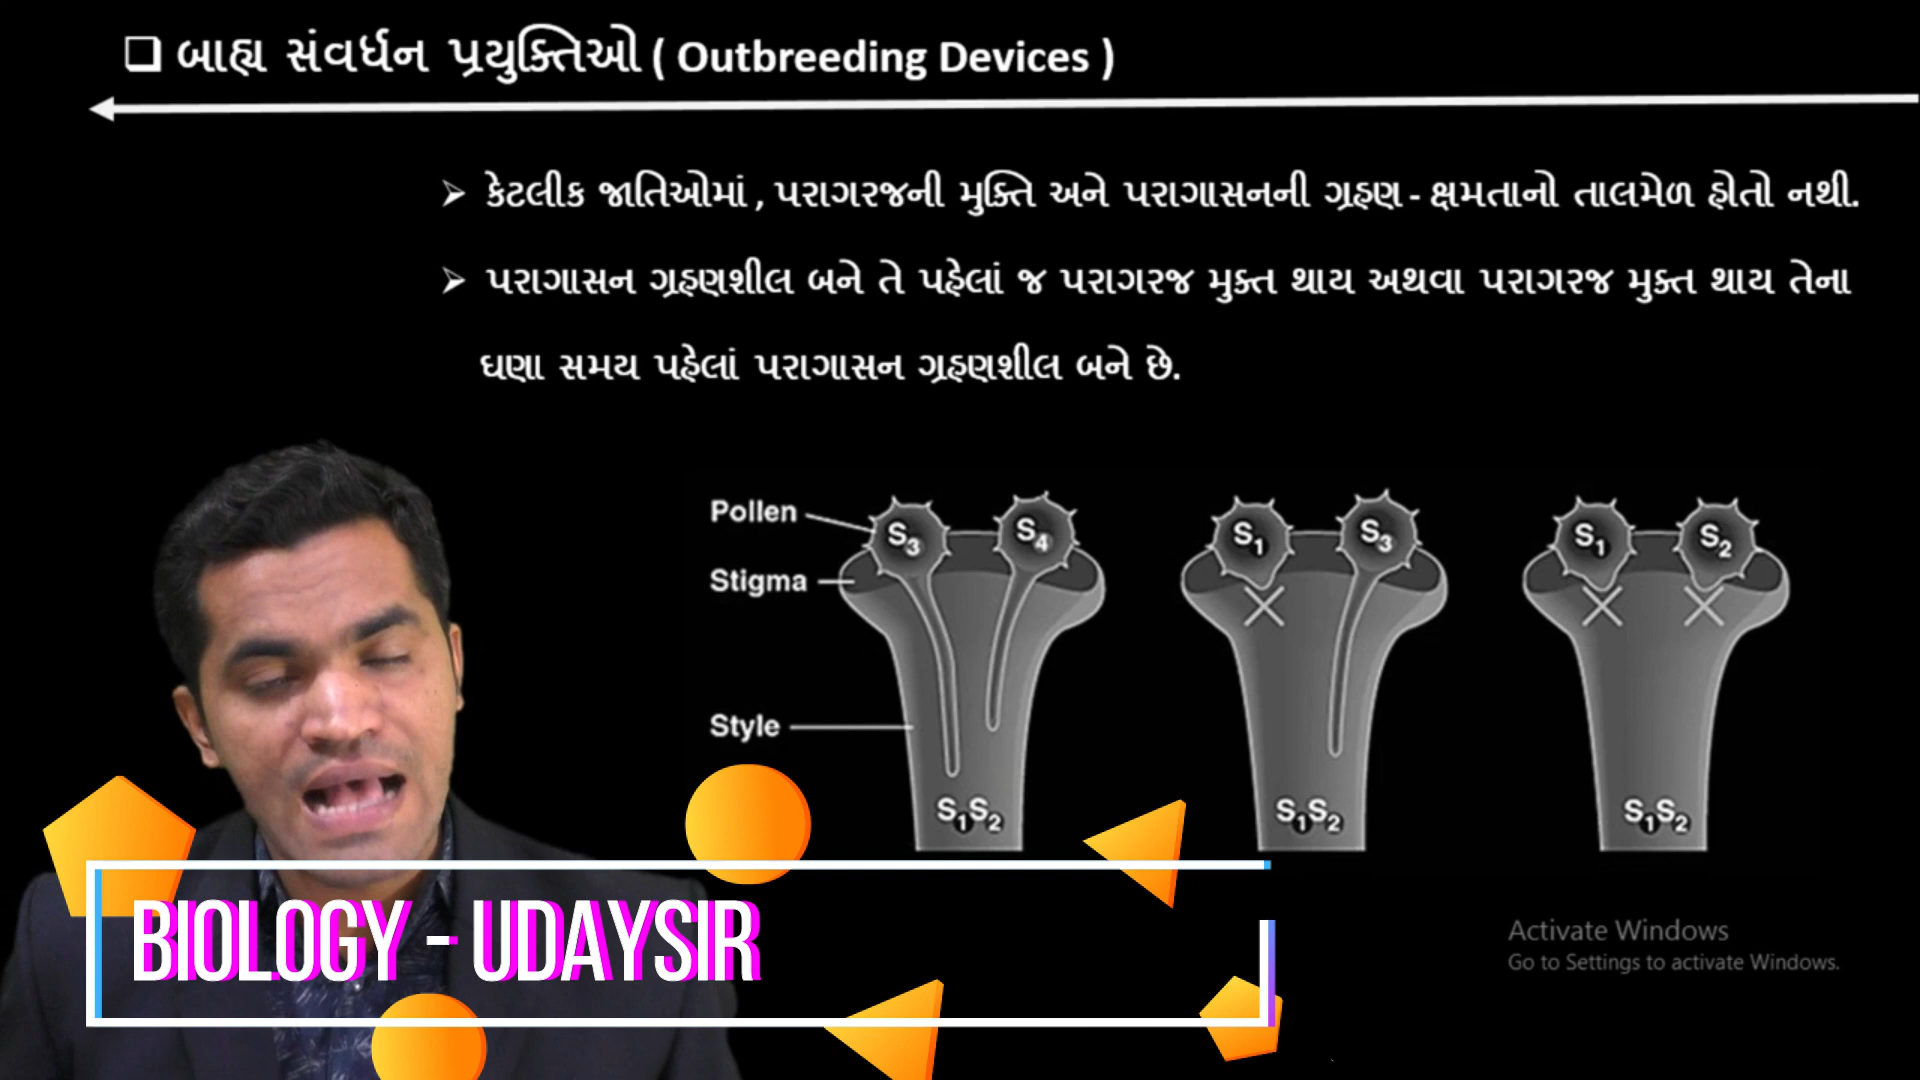 ❑ બાહ્ય સંવર્ધન પ્રયુક્તિઓ ( Outbreeding Devices )
➢ કેટલીક જાતિઓમાં , પરાગરજની મુક્તિ અને પરાગાસનની ગ્રહણ - ક્ષમતાનો તાલમેળ હોતો નથી.
➢ પરાગાસન ગ્રહણશીલ બને તે પહેલાં જ પરાગરજ મુક્ત થાય અથવા પરાગરજ મુક્ત થાય તેના
ઘણા સમય પહેલાં પરાગાસન ગ્રહણશીલ બને છે.
Pollen
S3 S4 S1 S3 S1 S2
Stigma
Style
S1S2 S1S2 S1S2
BIOLOGY - UDAYSIR
Activate Windows
Go to Settings to activate Windows.